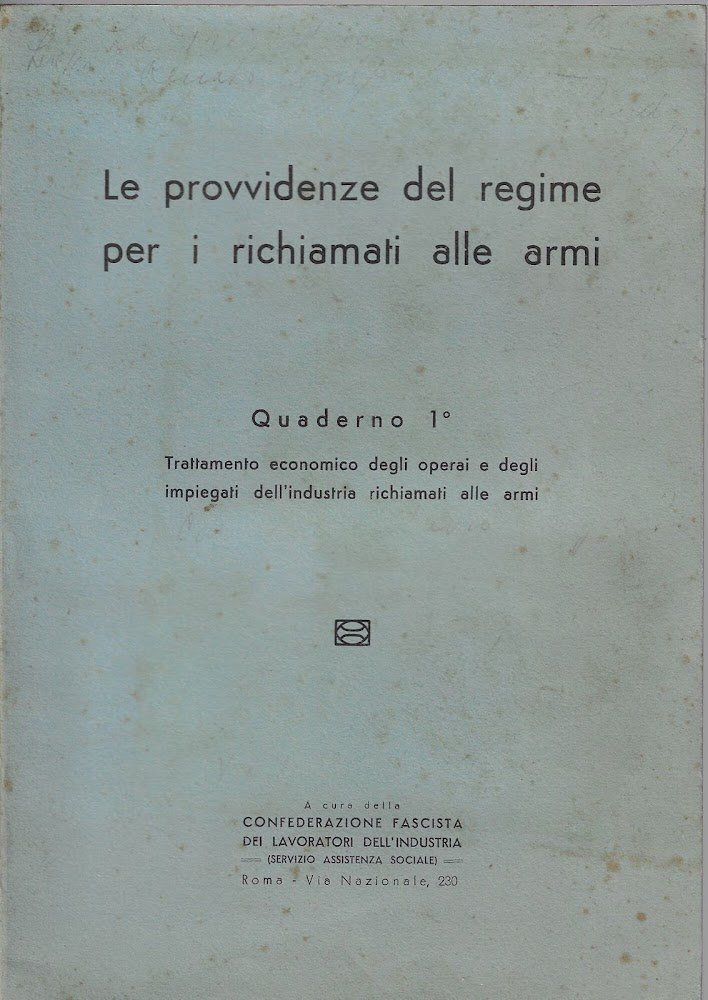 Le provvidenze del regime
per i richiamati alle armi
Quaderno 1°
Trattamento economico degli operai e degli
impiegati dell'industria richiamati alle armi
A cura della
CONFEDERAZIONE FASCISTA
DEI LAVORATORI DELL'INDUSTRIA
(SERVIZIO ASSISTENZA SOCIALE)
Roma - Via Nazionale, 230